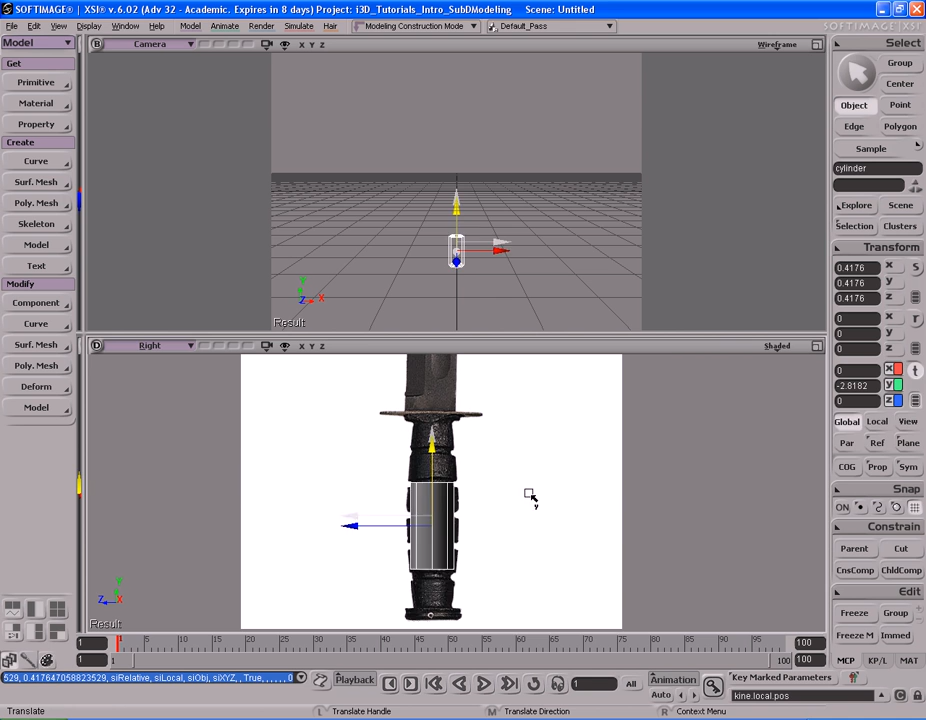 SOFTIMAGE® | XSI® v.6.02 (Adv 32 - Academic. Expires in 8 days) Project: i3D_Tutorials_Intro_SubDModeling Scene: Untitled
File Edit View Display Window Help Model Animate Render Simulate Hair Modeling Construction Mode Default_Pass SOFTIMAGE|XSI
Model
Get
Primitive
Material
Property
Create
Curve
Surf. Mesh
Poly. Mesh
Skeleton
Model
Text
Modify
Component
Curve
Surf. Mesh
Poly. Mesh
Deform
Model
B Camera X Y Z Wireframe
Z X
Result
D Right X Y Z Shaded
y
Z X
Result
Select
Group
Center
Object Point
Edge Polygon
Sample
cylinder
Explore Scene
Selection Clusters
Transform
0.4176 x s
0.4176 y
0.4176 z
0 x r
0 y
0 z
0 x t
-2.8182 y
0 z
Global Local View
Par Ref Plane
COG Prop Sym
Snap
ON
Constrain
Parent Cut
CnsComp ChldComp
Edit
Freeze Group
Freeze M Immed
MCP KP/L MAT
1 1 5 10 15 20 25 30 35 40 45 50 55 60 65 70 75 80 85 90 95 100
1 1 100 100
529, 0.417647058823529, siRelative, siLocal, siObj, siXYZ, , True, , , , , , 0 Playback 1 All Animation Key Marked Parameters
Auto kine.local.pos
Translate L Translate Handle M Translate Direction R Context Menu